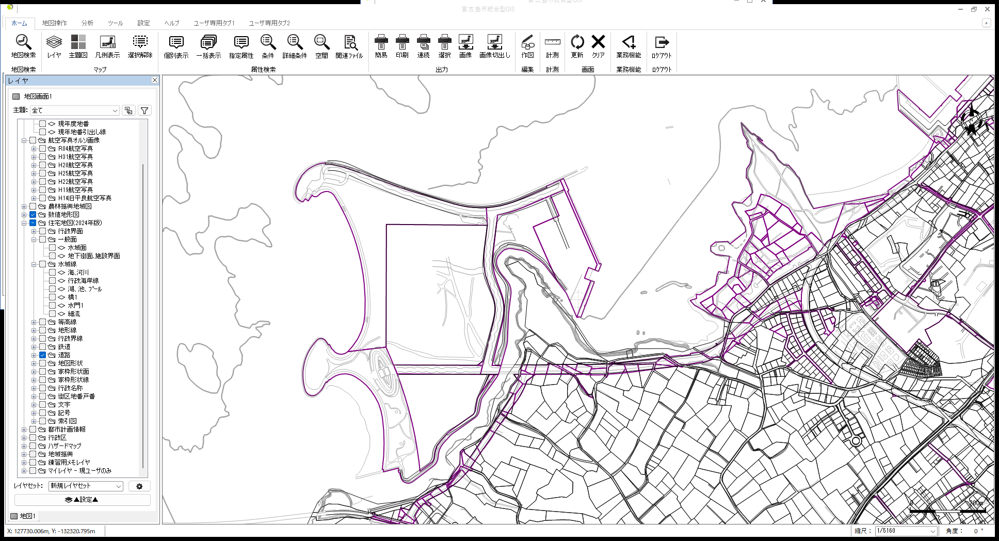 宮古島市統合型GIS
ホーム 地図操作 分析 ツール 設定 ヘルプ ユーザ専用タブ1 ユーザ専用タブ2
地図検索 レイヤ 主題図 凡例表示 選択解除 個別表示 一括表示 指定属性 条件 詳細条件 空間 関連ファイル 簡易 印刷 連続 選択 画像 画像切出し 作図 計測 更新 クリア 業務機能 ログアウト
地図検索 マップ 属性検索 出力 編集 計測 画面 業務機能 ログアウト
レイヤ
地図画面1
主題: 全て
現年度地番
現年地番引出し線
航空写真オルソ画像
R04航空写真
H31航空写真
H28航空写真
H25航空写真
H22航空写真
H19航空写真
H14旧平良航空写真
農林振興地域図
数値地形図
住宅地図(2024年版)
行政界面
一般面
水域面
地下街面、施設界面
水域線
海、河川
行政海岸線
湖、池、プール
橋1
水門1
細流
等高線
地形線
行政界線
鉄道
道路
地図形状
家枠形状面
家枠形状線
行政名称
街区地番戸番
文字
記号
索引図
都市計画情報
行政区
ハザードマップ
地域振興
練習用メモレイヤ
マイレイヤ - 現ユーザのみ
レイヤセット: 新規レイヤセット
▲設定▲
地図1
0 200m
X: 127730.006m, Y: -132320.795m
縮尺: 1/5160 角度: 0 °